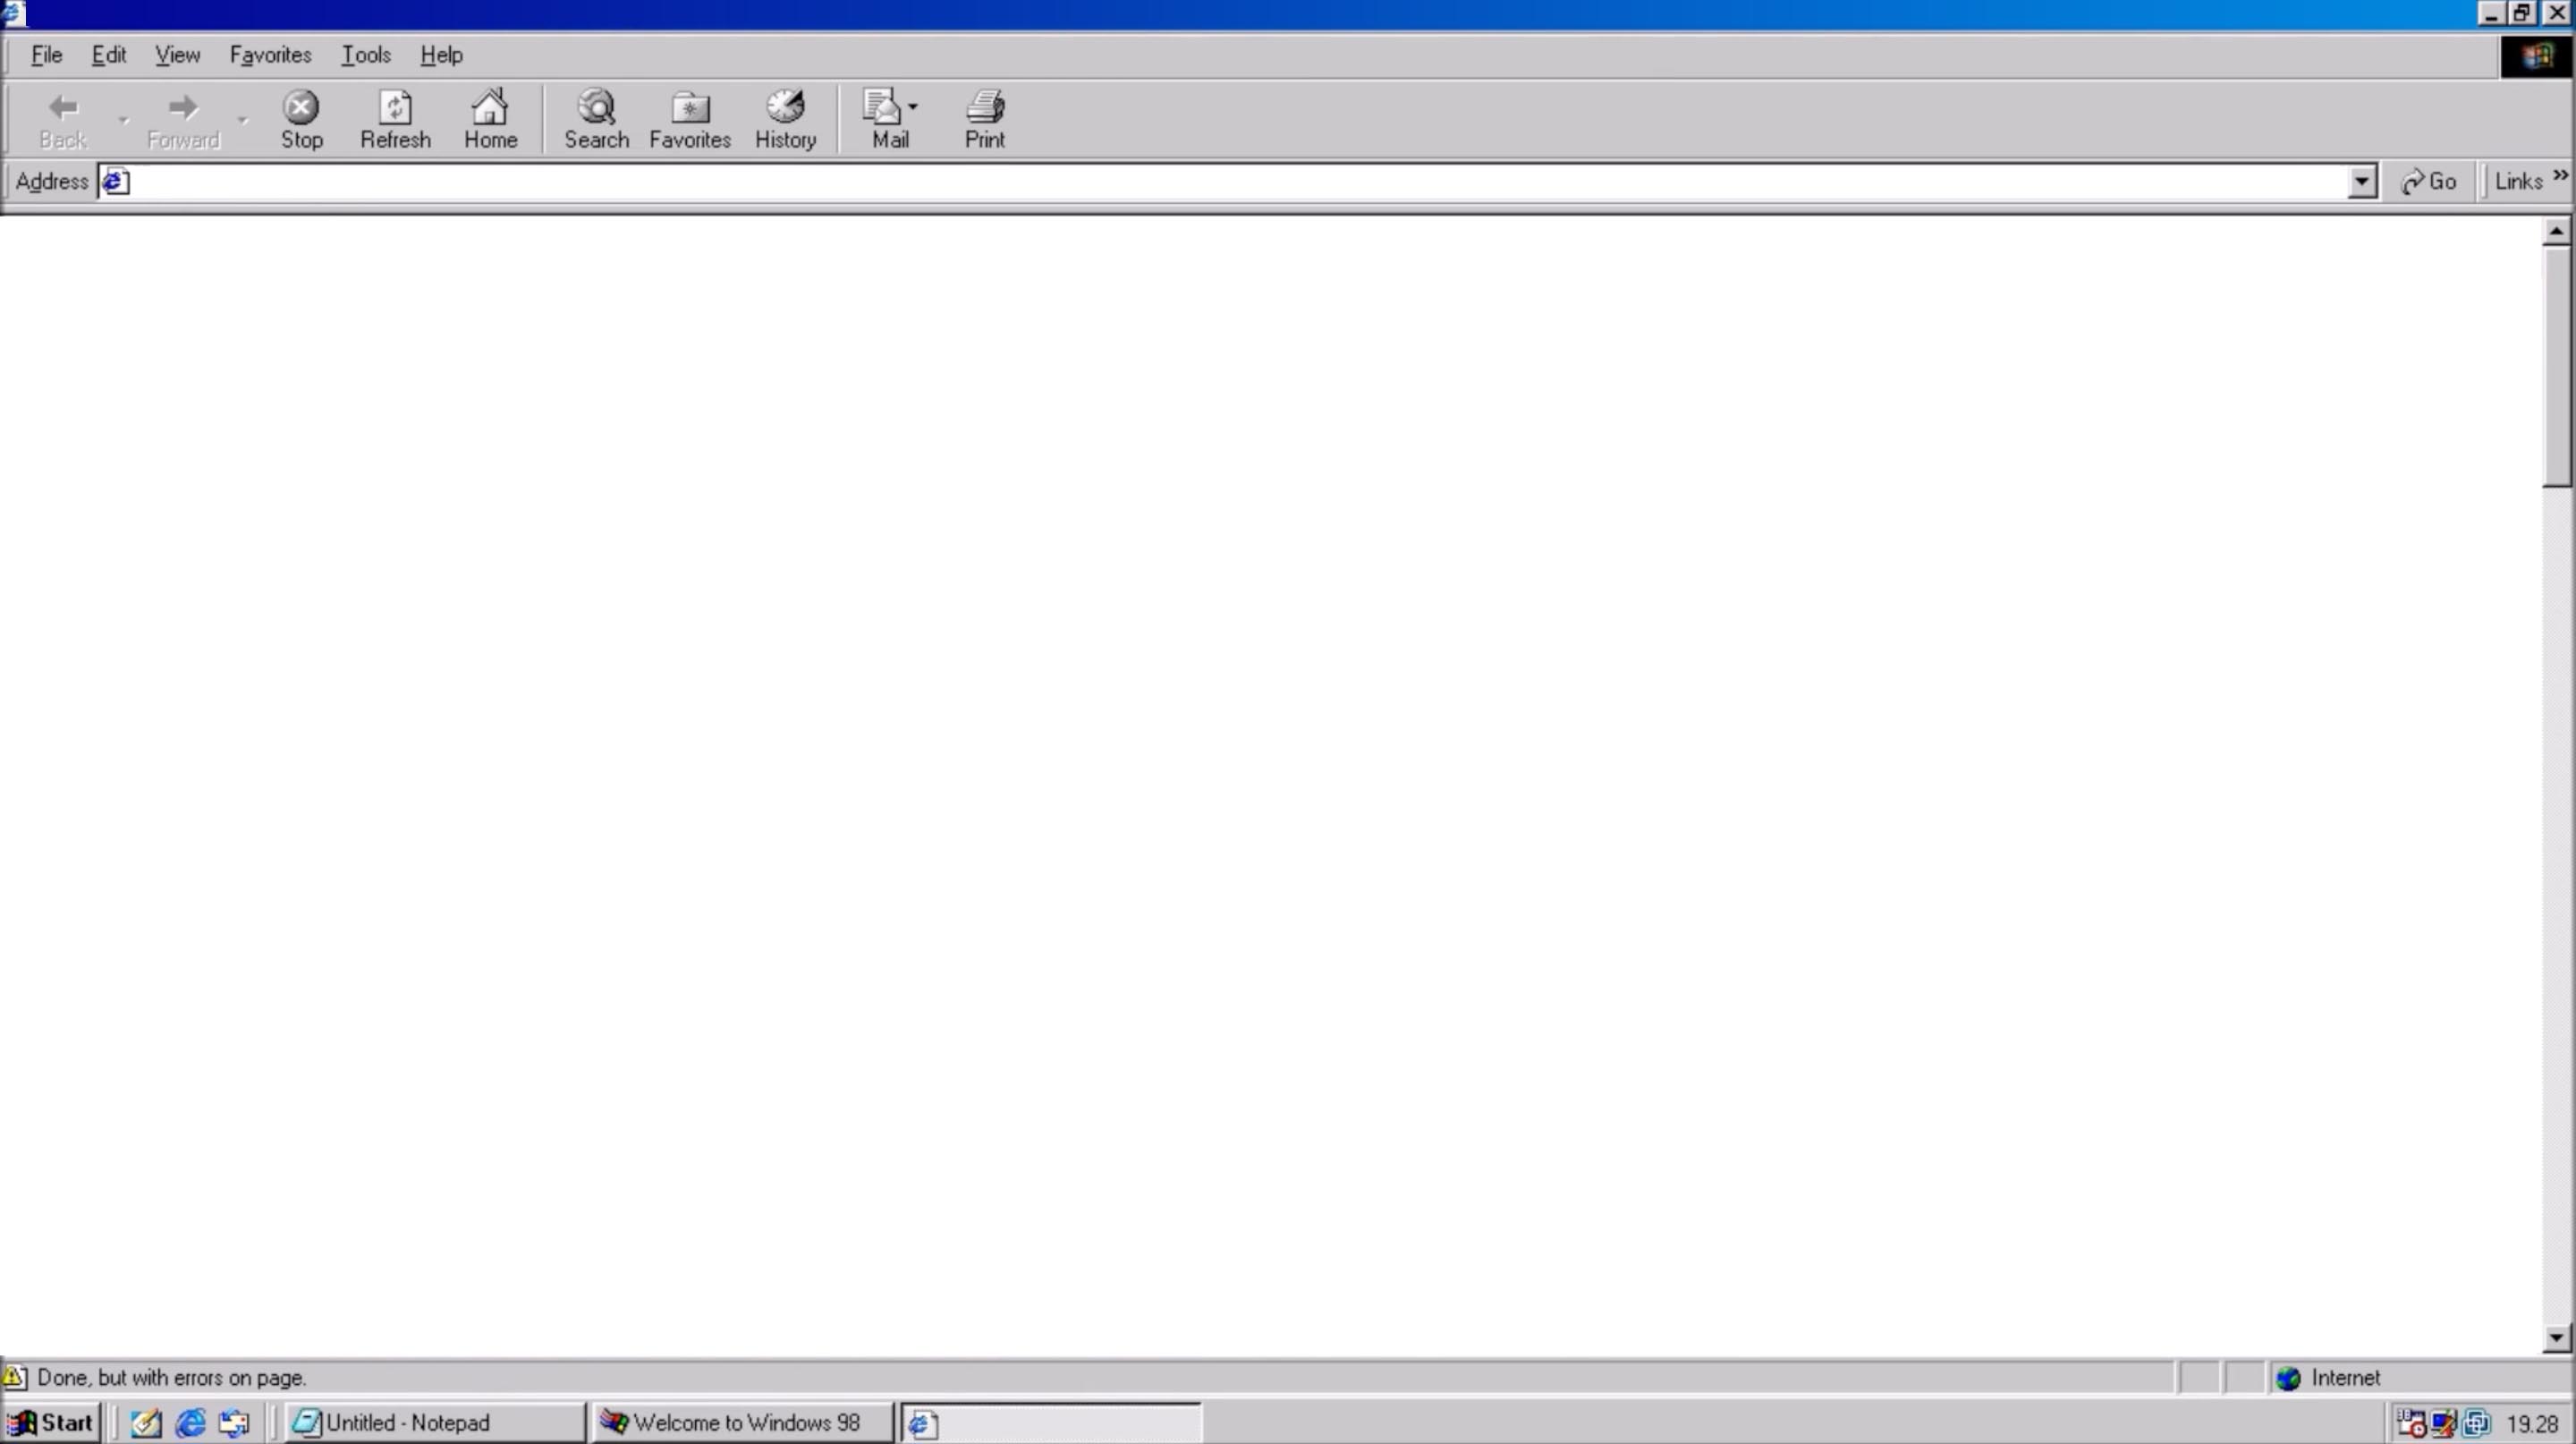 File Edit View Favorites Tools Help
Back Forward Stop Refresh Home Search Favorites History Mail Print
Address Go Links »
Done, but with errors on page. Internet
Start Untitled - Notepad Welcome to Windows 98 19.28